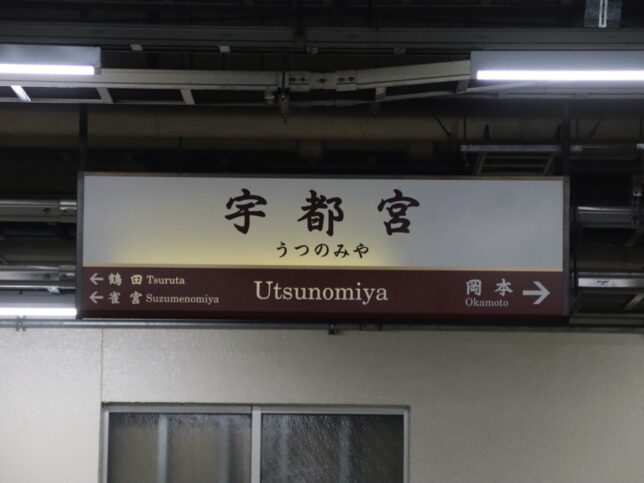 宇都宮
うつのみや
←鶴田 Tsuruta
←雀宮 Suzumenomiya
Utsunomiya
岡本→
Okamoto